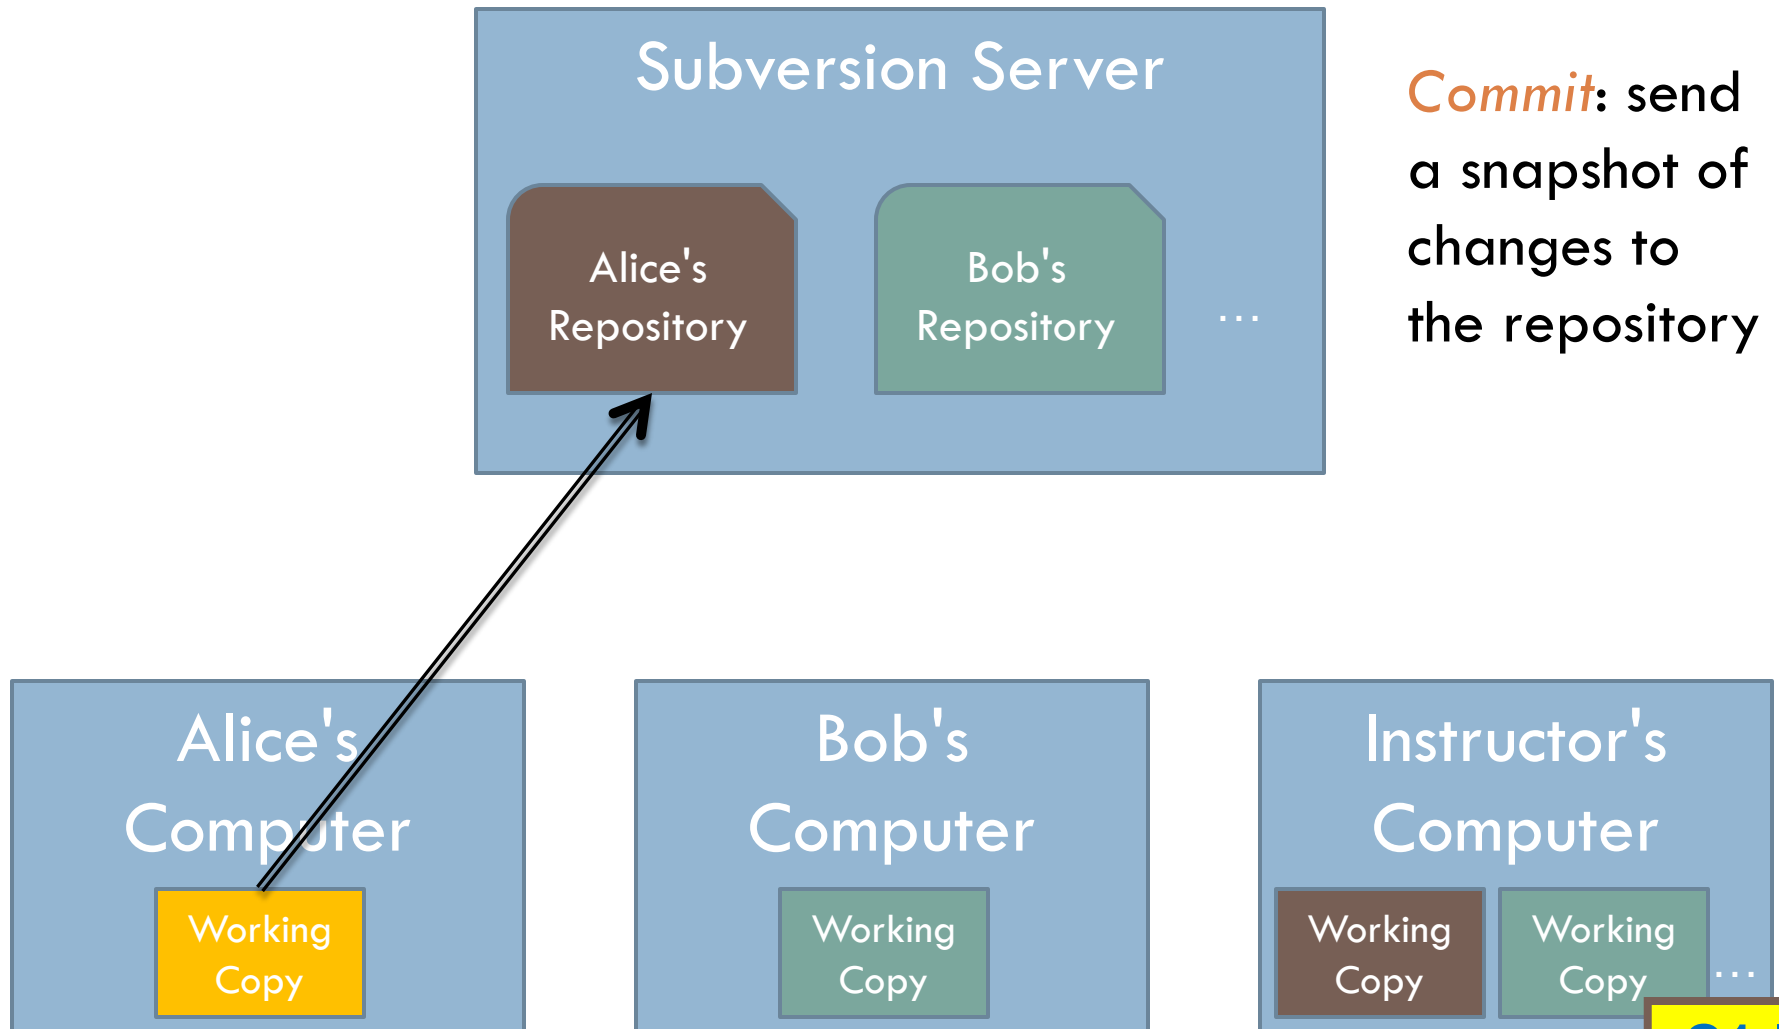 Subversion Server
Commit: send
a snapshot of
changes to
the repository
Alice's
Repository
Bob's
Repository
...
Alice's
Computer
Working
Copy
Bob's
Computer
Working
Copy
Instructor's
Computer
Working
Copy
Working
Copy
...